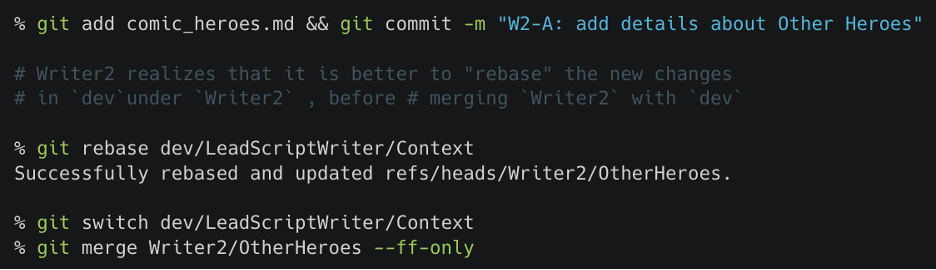 % git add comic_heroes.md && git commit -m "W2-A: add details about Other Heroes"
# Writer2 realizes that it is better to "rebase" the new changes
# in `dev`under `Writer2` , before # merging `Writer2` with `dev`
% git rebase dev/LeadScriptWriter/Context
Successfully rebased and updated refs/heads/Writer2/OtherHeroes.
% git switch dev/LeadScriptWriter/Context
% git merge Writer2/OtherHeroes --ff-only